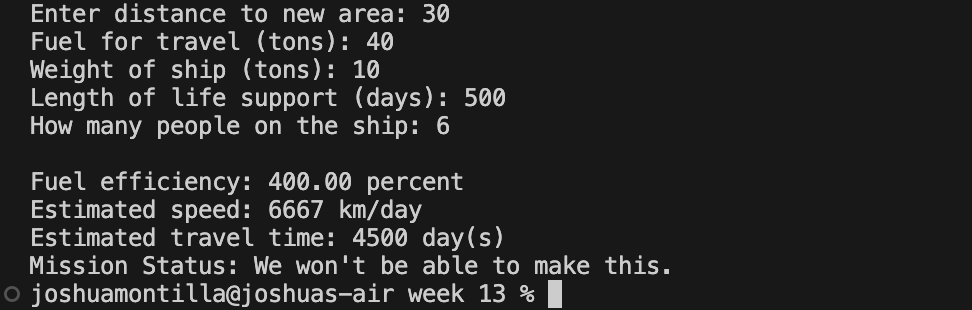 Enter distance to new area: 30
Fuel for travel (tons): 40
Weight of ship (tons): 10
Length of life support (days): 500
How many people on the ship: 6

Fuel efficiency: 400.00 percent
Estimated speed: 6667 km/day
Estimated travel time: 4500 day(s)
Mission Status: We won't be able to make this.
joshuamontilla@joshuas-air week 13 %